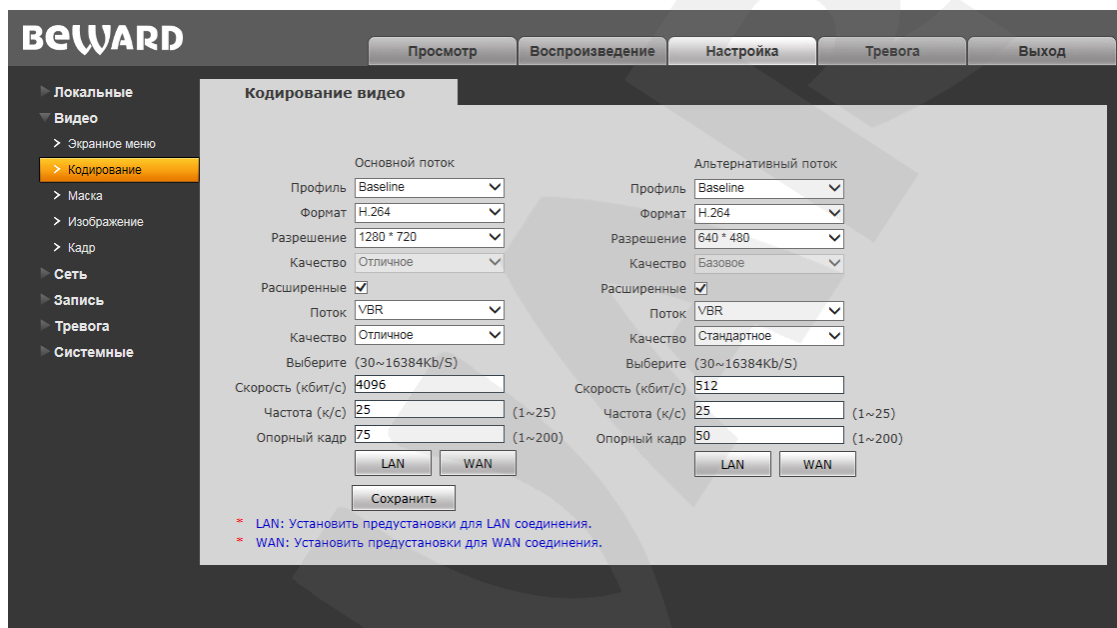 BEWARD
Просмотр Воспроизведение Настройка Тревога Выход
Локальные
Видео
> Экранное меню
> Кодирование
> Маска
> Изображение
> Кадр
Сеть
Запись
Тревога
Системные
Кодирование видео
Основной поток
Профиль Baseline
Формат H.264
Разрешение 1280 * 720
Качество Отличное
Расширенные
Поток VBR
Качество Отличное
Выберите (30~16384Kb/S)
Скорость (кбит/с) 4096
Частота (к/с) 25 (1~25)
Опорный кадр 75 (1~200)
LAN WAN
Сохранить
Альтернативный поток
Профиль Baseline
Формат H.264
Разрешение 640 * 480
Качество Базовое
Расширенные
Поток VBR
Качество Стандартное
Выберите (30~16384Kb/S)
Скорость (кбит/с) 512
Частота (к/с) 25 (1~25)
Опорный кадр 50 (1~200)
LAN WAN
* LAN: Установить предустановки для LAN соединения.
* WAN: Установить предустановки для WAN соединения.